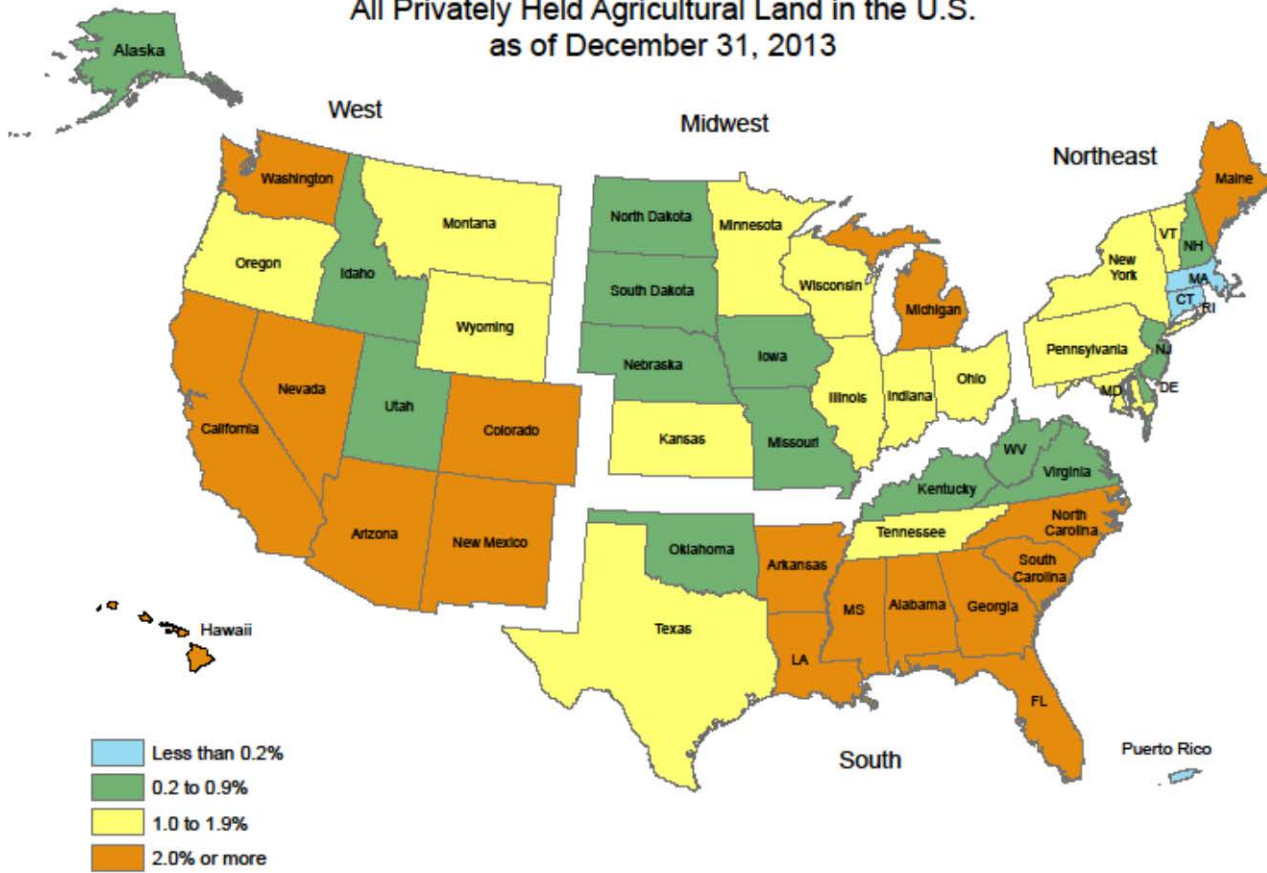 All Privately Held Agricultural Land in the U.S.
as of December 31, 2013
Alaska
West
Midwest
Northeast
Washington
Montana
Oregon
Idaho
Wyoming
Nevada
Utah
California
Colorado
Arizona
New Mexico
Hawaii
North Dakota
South Dakota
Nebraska
Kansas
Minnesota
Wisconsin
Iowa
Missouri
Illinois
Indiana
Michigan
Ohio
Maine
VT
NH
New
York
MA
CT
RI
Pennsylvania
NJ
MD
DE
WV
Virginia
Kentucky
Tennessee
North
Carolina
South
Carolina
Oklahoma
Arkansas
Texas
LA
MS
Alabama
Georgia
FL
South
Puerto Rico
Less than 0.2%
0.2 to 0.9%
1.0 to 1.9%
2.0% or more